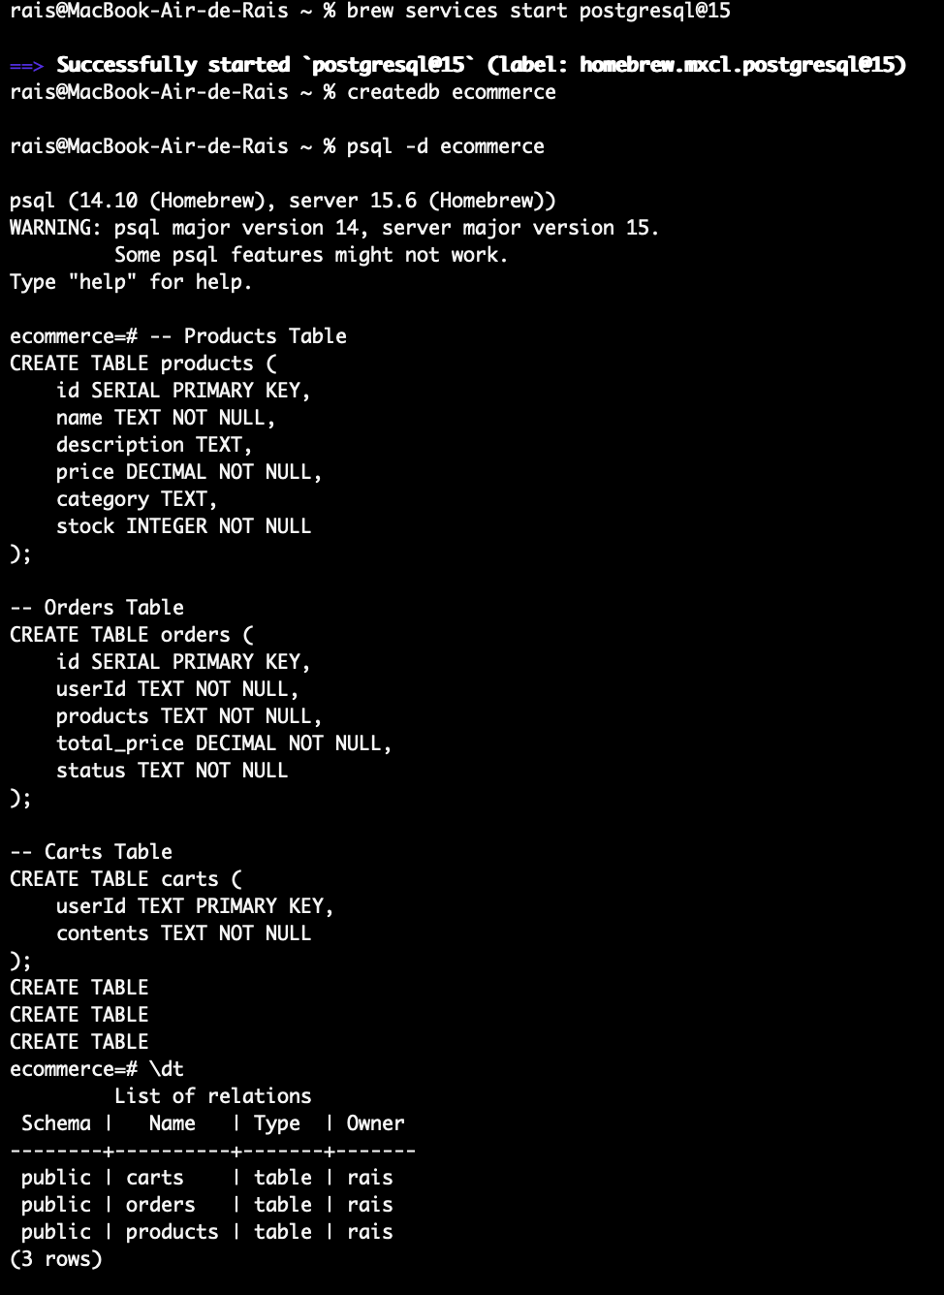 rais@MacBook-Air-de-Rais ~ % brew services start postgresql@15
==> Successfully started `postgresql@15` (label: homebrew.mxcl.postgresql@15)
rais@MacBook-Air-de-Rais ~ % createdb ecommerce
rais@MacBook-Air-de-Rais ~ % psql -d ecommerce
psql (14.10 (Homebrew), server 15.6 (Homebrew))
WARNING: psql major version 14, server major version 15.
         Some psql features might not work.
Type "help" for help.
ecommerce=# -- Products Table
CREATE TABLE products (
    id SERIAL PRIMARY KEY,
    name TEXT NOT NULL,
    description TEXT,
    price DECIMAL NOT NULL,
    category TEXT,
    stock INTEGER NOT NULL
);
-- Orders Table
CREATE TABLE orders (
    id SERIAL PRIMARY KEY,
    userId TEXT NOT NULL,
    products TEXT NOT NULL,
    total_price DECIMAL NOT NULL,
    status TEXT NOT NULL
);
-- Carts Table
CREATE TABLE carts (
    userId TEXT PRIMARY KEY,
    contents TEXT NOT NULL
);
CREATE TABLE
CREATE TABLE
CREATE TABLE
ecommerce=# \dt
         List of relations
 Schema |   Name   | Type  | Owner
--------+----------+-------+-------
 public | carts    | table | rais
 public | orders   | table | rais
 public | products | table | rais
(3 rows)